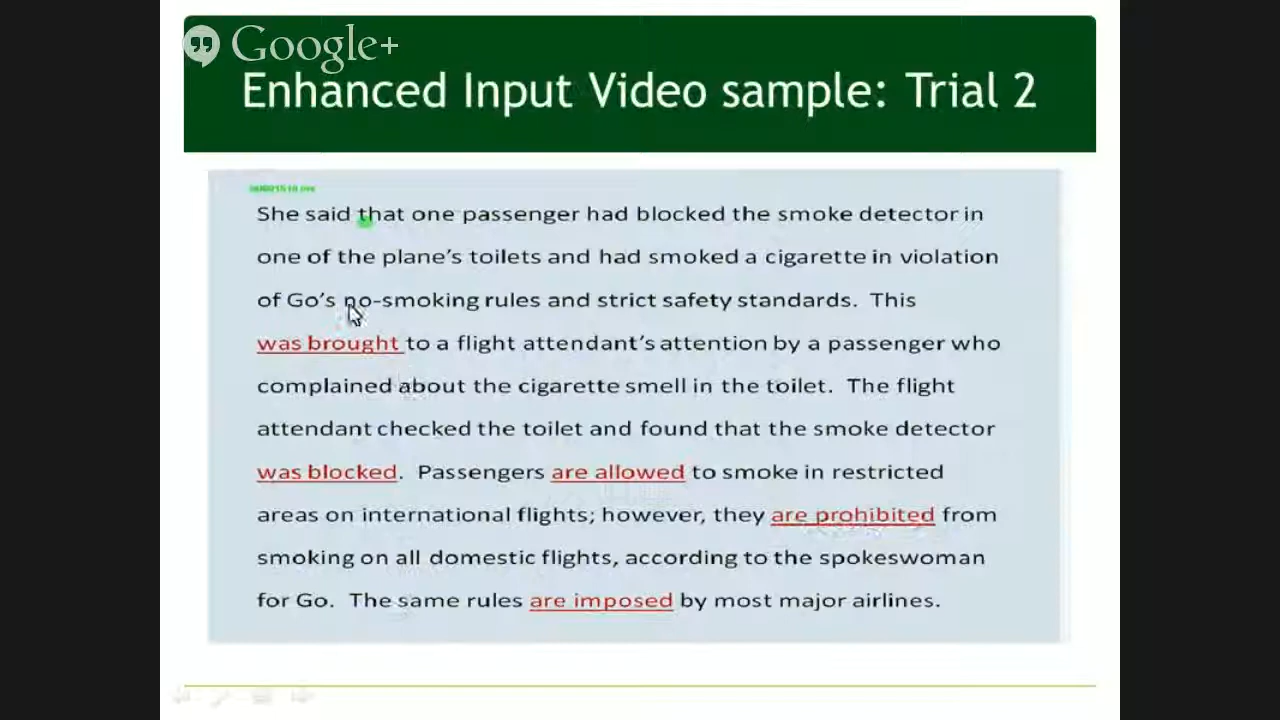 Google+
Enhanced Input Video sample: Trial 2
She said that one passenger had blocked the smoke detector in
one of the plane's toilets and had smoked a cigarette in violation
of Go's no-smoking rules and strict safety standards. This
was brought to a flight attendant's attention by a passenger who
complained about the cigarette smell in the toilet. The flight
attendant checked the toilet and found that the smoke detector
was blocked. Passengers are allowed to smoke in restricted
areas on international flights; however, they are prohibited from
smoking on all domestic flights, according to the spokeswoman
for Go. The same rules are imposed by most major airlines.